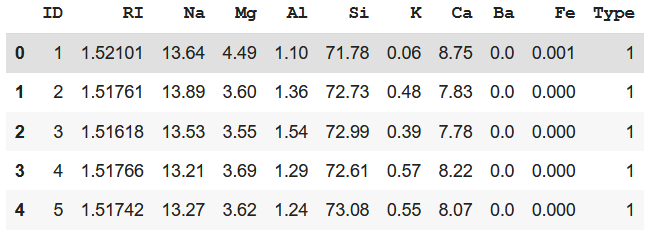 ID RI Na Mg Al Si K Ca Ba Fe Type
0 1 1.52101 13.64 4.49 1.10 71.78 0.06 8.75 0.0 0.001 1
1 2 1.51761 13.89 3.60 1.36 72.73 0.48 7.83 0.0 0.000 1
2 3 1.51618 13.53 3.55 1.54 72.99 0.39 7.78 0.0 0.000 1
3 4 1.51766 13.21 3.69 1.29 72.61 0.57 8.22 0.0 0.000 1
4 5 1.51742 13.27 3.62 1.24 73.08 0.55 8.07 0.0 0.000 1